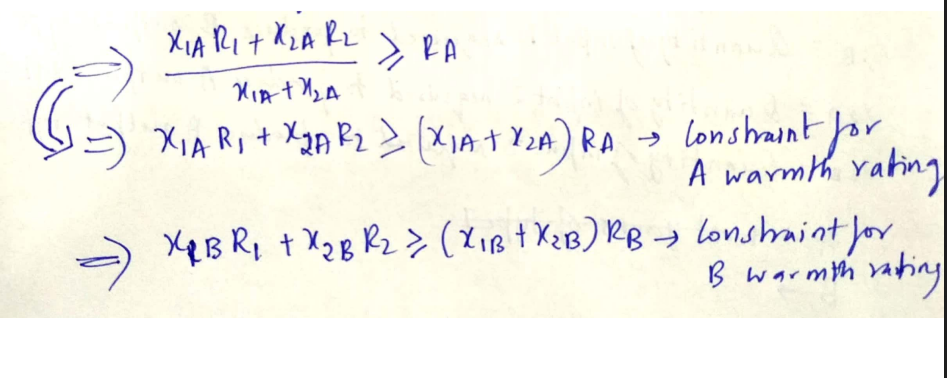 ⇒ X1A R1 + X2A R2 / X1A + X2A ≥ RA
⇒ X1A R1 + X2A R2 ≥ (X1A + X2A) RA → Constraint for
A warmth rating
⇒ X1B R1 + X2B R2 ≥ (X1B + X2B) RB → Constraint for
B warmth rating